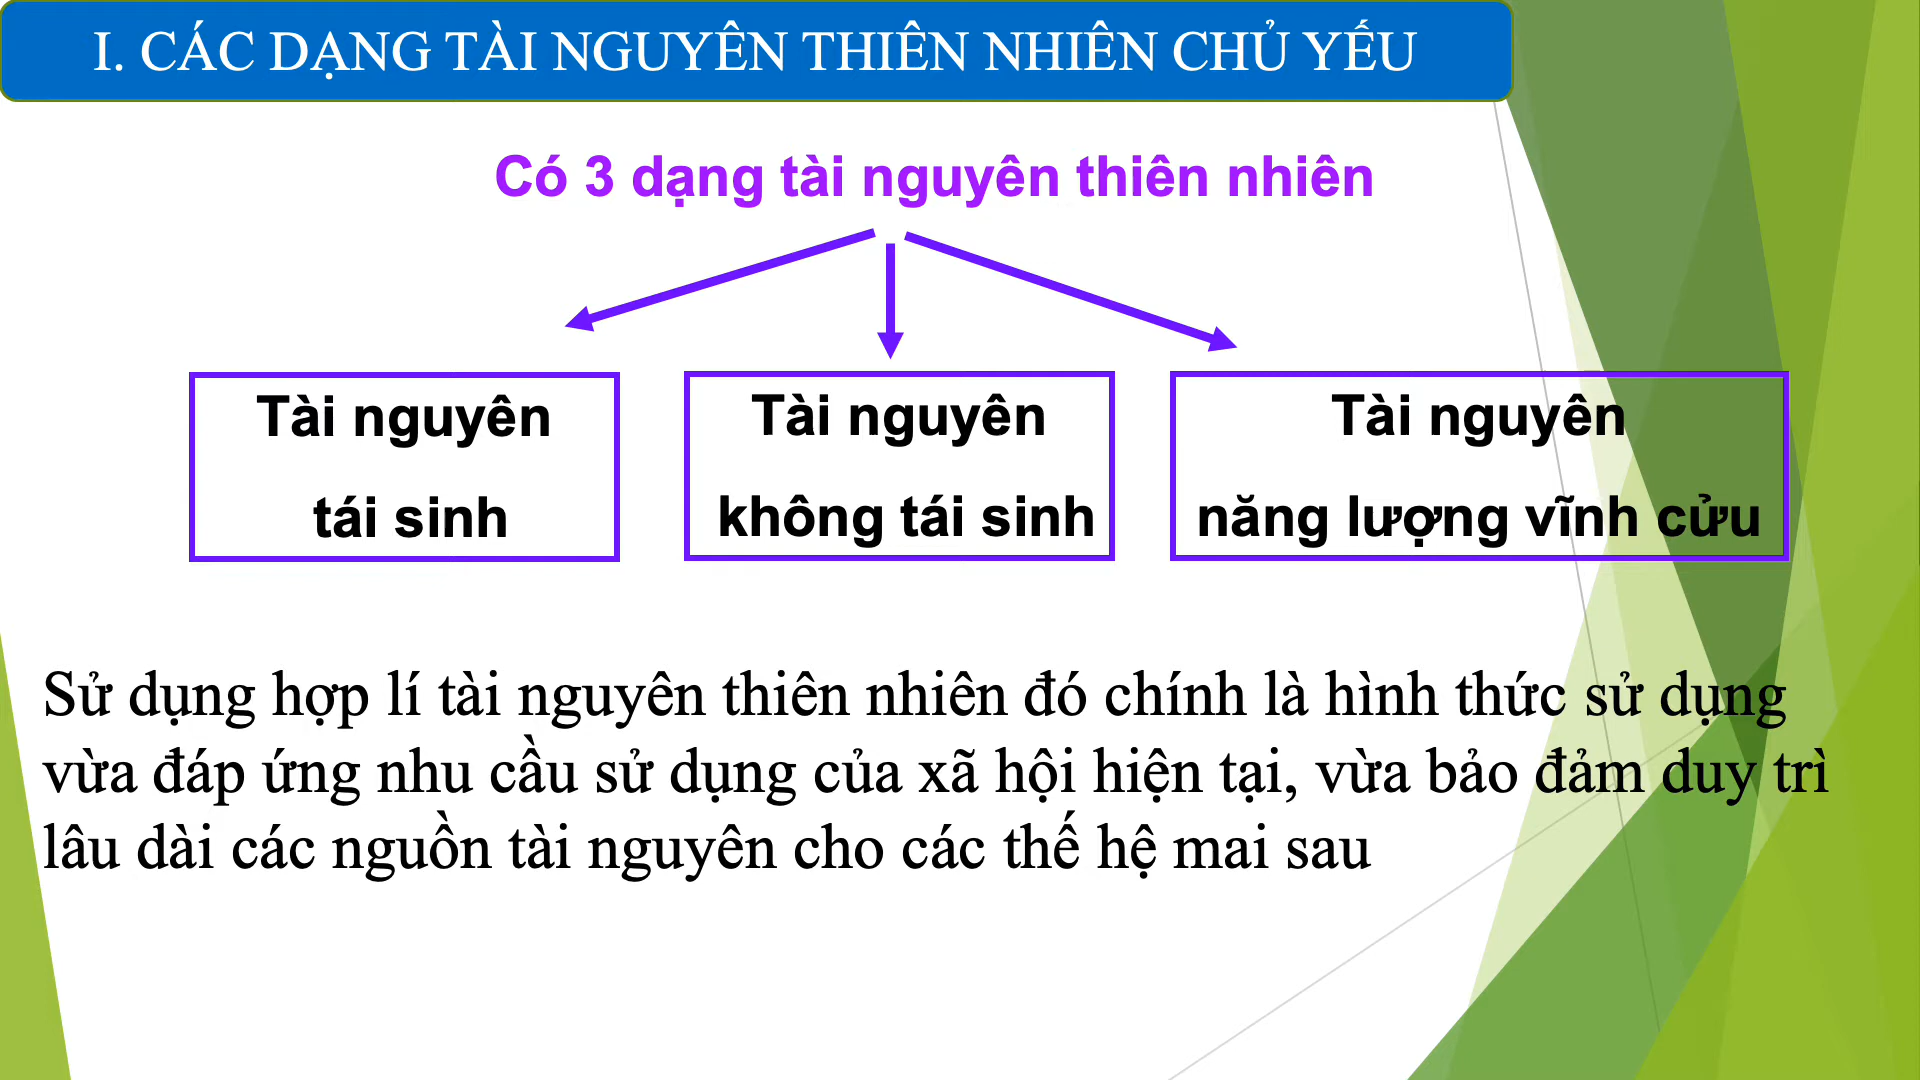 I. CÁC DẠNG TÀI NGUYÊN THIÊN NHIÊN CHỦ YẾU
Có 3 dạng tài nguyên thiên nhiên
Tài nguyên
tái sinh
Tài nguyên
không tái sinh
Tài nguyên
năng lượng vĩnh cửu
Sử dụng hợp lí tài nguyên thiên nhiên đó chính là hình thức sử dụng
vừa đáp ứng nhu cầu sử dụng của xã hội hiện tại, vừa bảo đảm duy trì
lâu dài các nguồn tài nguyên cho các thế hệ mai sau